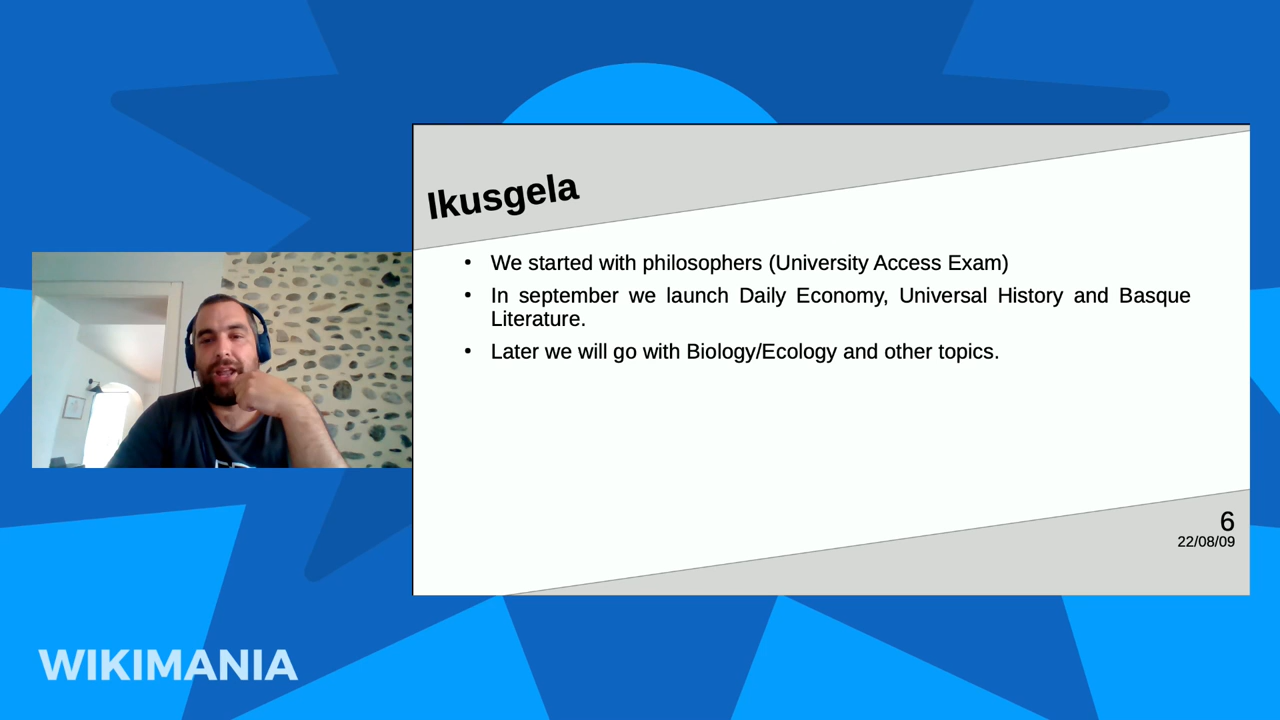 Ikusgela
• We started with philosophers (University Access Exam)
• In september we launch Daily Economy, Universal History and Basque
Literature.
• Later we will go with Biology/Ecology and other topics.
6
22/08/09
WIKIMANIA